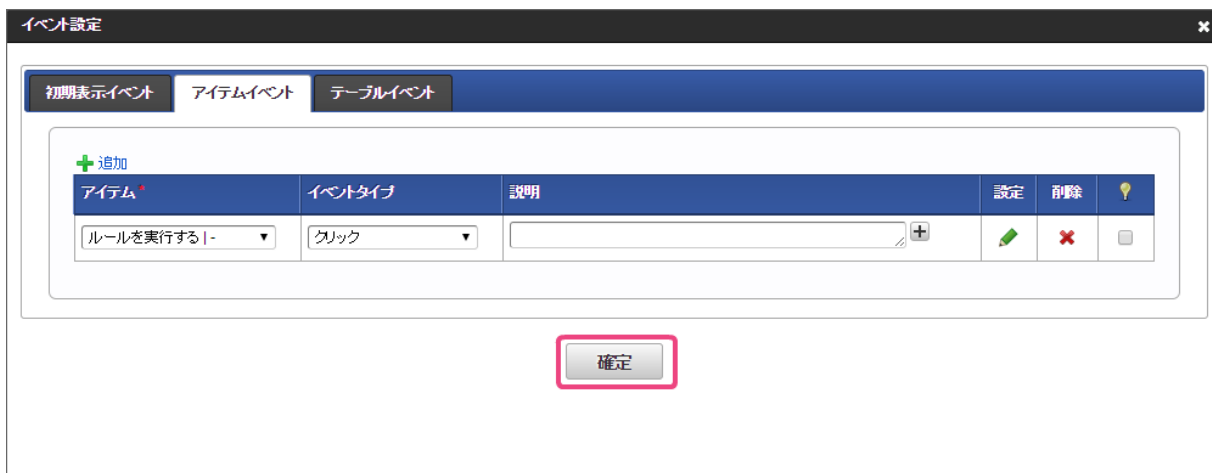 イベント設定
初期表示イベント アイテムイベント テーブルイベント
追加
アイテム* イベントタイプ 説明 設定 削除
ルールを実行する | - クリック
確定